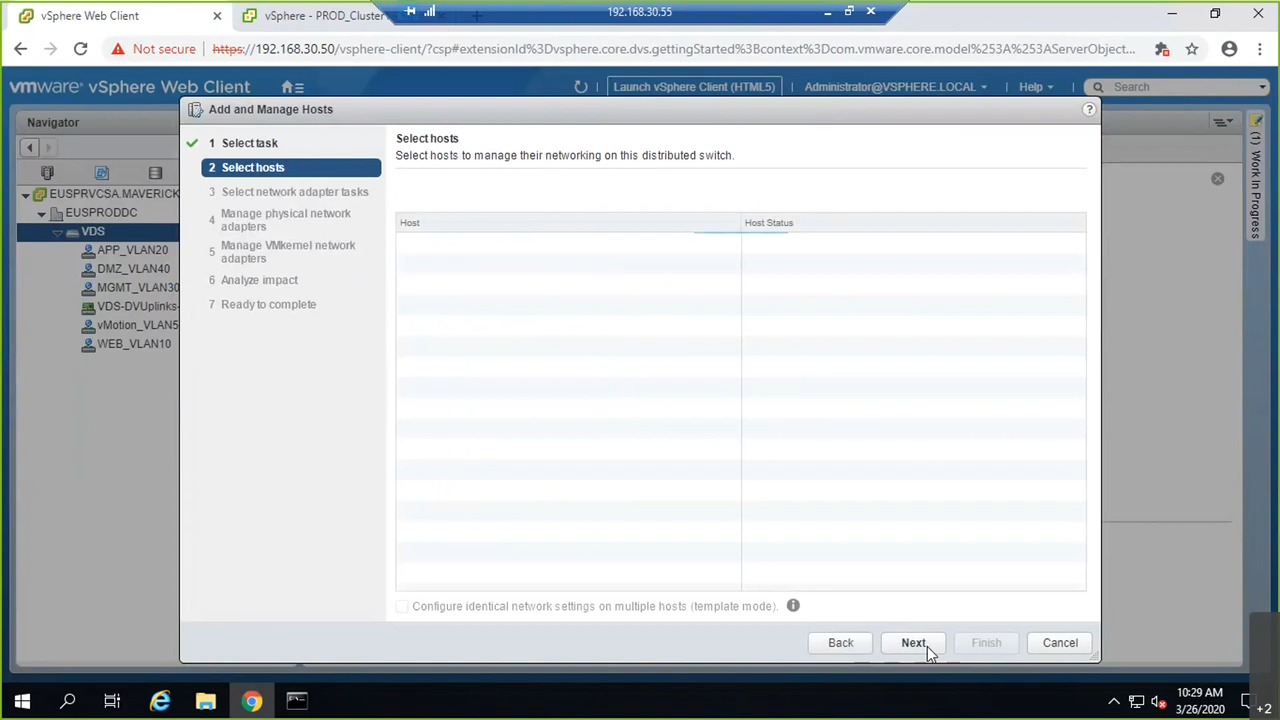 vSphere Web Client
vSphere - PROD_Cluster
192.168.30.55
Not secure
https://192.168.30.50/vsphere-client/?csp#extensionId%3Dvsphere.core.dvs.gettingStarted%3Bcontext%3Dcom.vmware.core.model%253A%253AServerObject...
vmware® vSphere Web Client
Launch vSphere Client (HTML5)
Administrator@VSPHERE.LOCAL
Help
Search
Navigator
EUSPRVCSA.MAVERICK
EUSPRODDC
VDS
APP_VLAN20
DMZ_VLAN40
MGMT_VLAN30
VDS-DVUplinks-
vMotion_VLAN5
WEB_VLAN10
Add and Manage Hosts
1 Select task
2 Select hosts
3 Select network adapter tasks
4 Manage physical network
adapters
5 Manage VMkernel network
adapters
6 Analyze impact
7 Ready to complete
Select hosts
Select hosts to manage their networking on this distributed switch.
Host
Host Status
Configure identical network settings on multiple hosts (template mode).
Back
Next
Finish
Cancel
(1) Work In Progress
10:29 AM
3/26/2020
+2